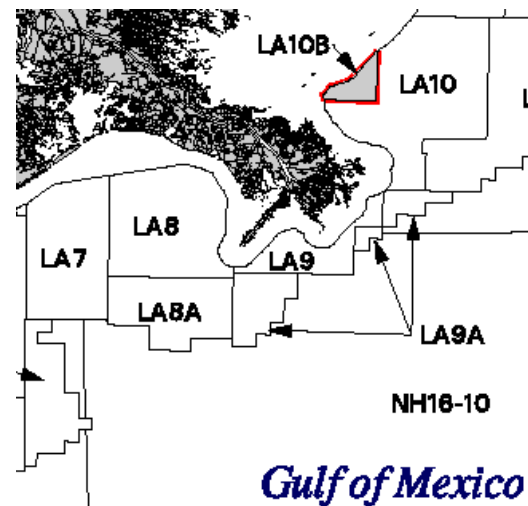 LA10B
LA10
L
LA8
LA7
LA9
LA8A
LA9A
NH16-10
Gulf of Mexico